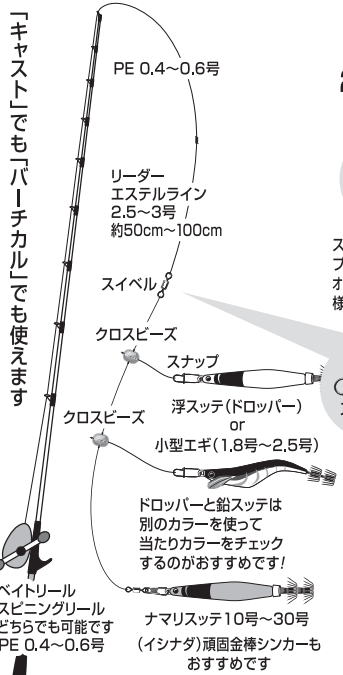 「キャスト」でも「バーチカル」でも使えます
PE 0.4〜0.6号
リーダー
エステルライン
2.5〜3号
約50cm〜100cm
スイベル
クロスビーズ
スナップ
浮スッテ(ドロッパー)
or
小型エギ(1.8号〜2.5号)
クロスビーズ
ドロッパーと鉛スッテは
別のカラーを使って
当たりカラーをチェック
するのがおすすめです!
ナマリスッテ10号〜30号
(イシナダ)頑固金棒シンカーも
おすすめです
ベイトリール
スピニングリール
どちらでも可能です
PE 0.4〜0.6号